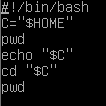 #!/bin/bash
C="$HOME"
pwd
echo "$C"
cd "$C"
pwd